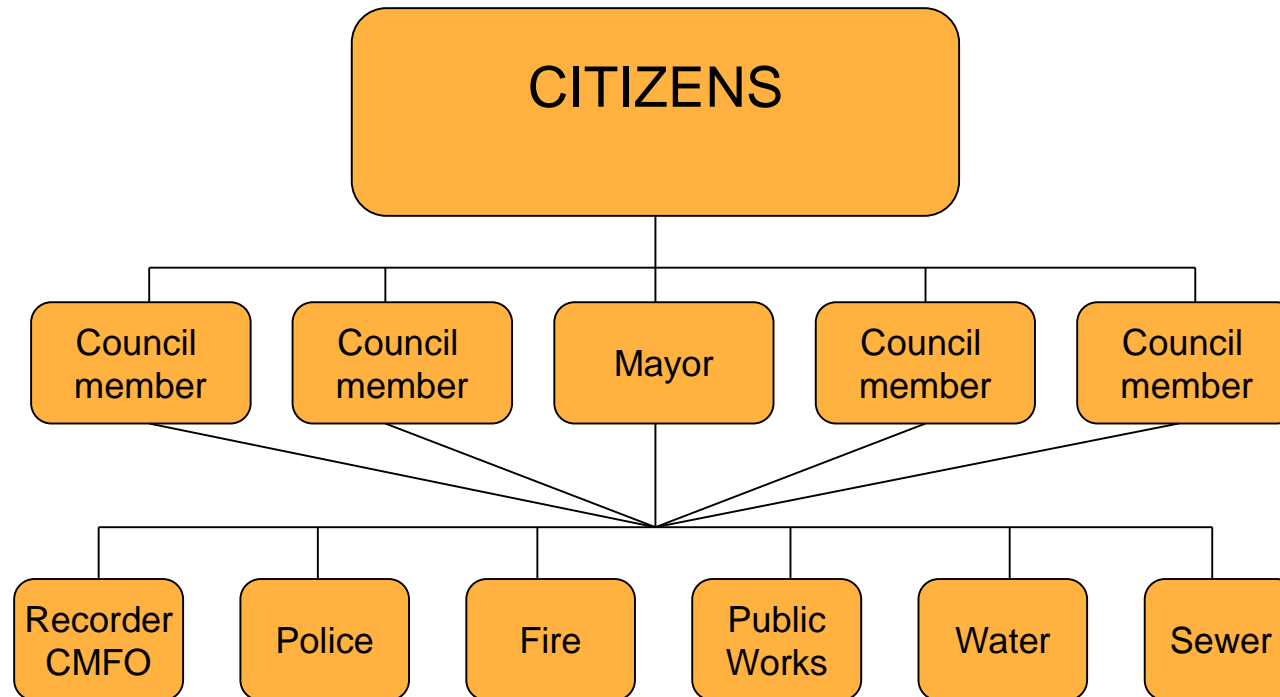 CITIZENS
Council
member
Council
member
Mayor
Council
member
Council
member
Recorder
CMFO
Police
Fire
Public
Works
Water
Sewer